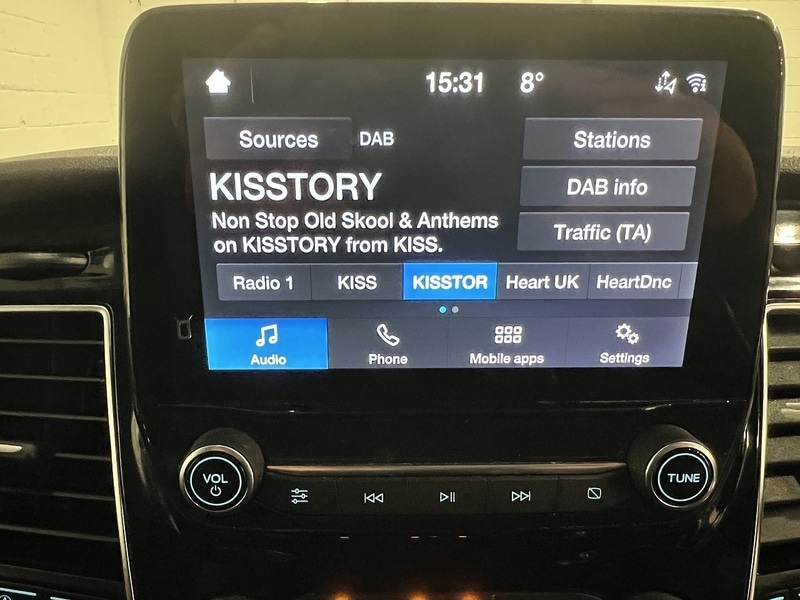 15:31 8°
Sources DAB Stations
KISSTORY
DAB info
Non Stop Old Skool & Anthems
on KISSTORY from KISS.
Traffic (TA)
Radio 1 KISS KISSTOR Heart UK HeartDnc
Audio Phone Mobile apps Settings
VOL TUNE